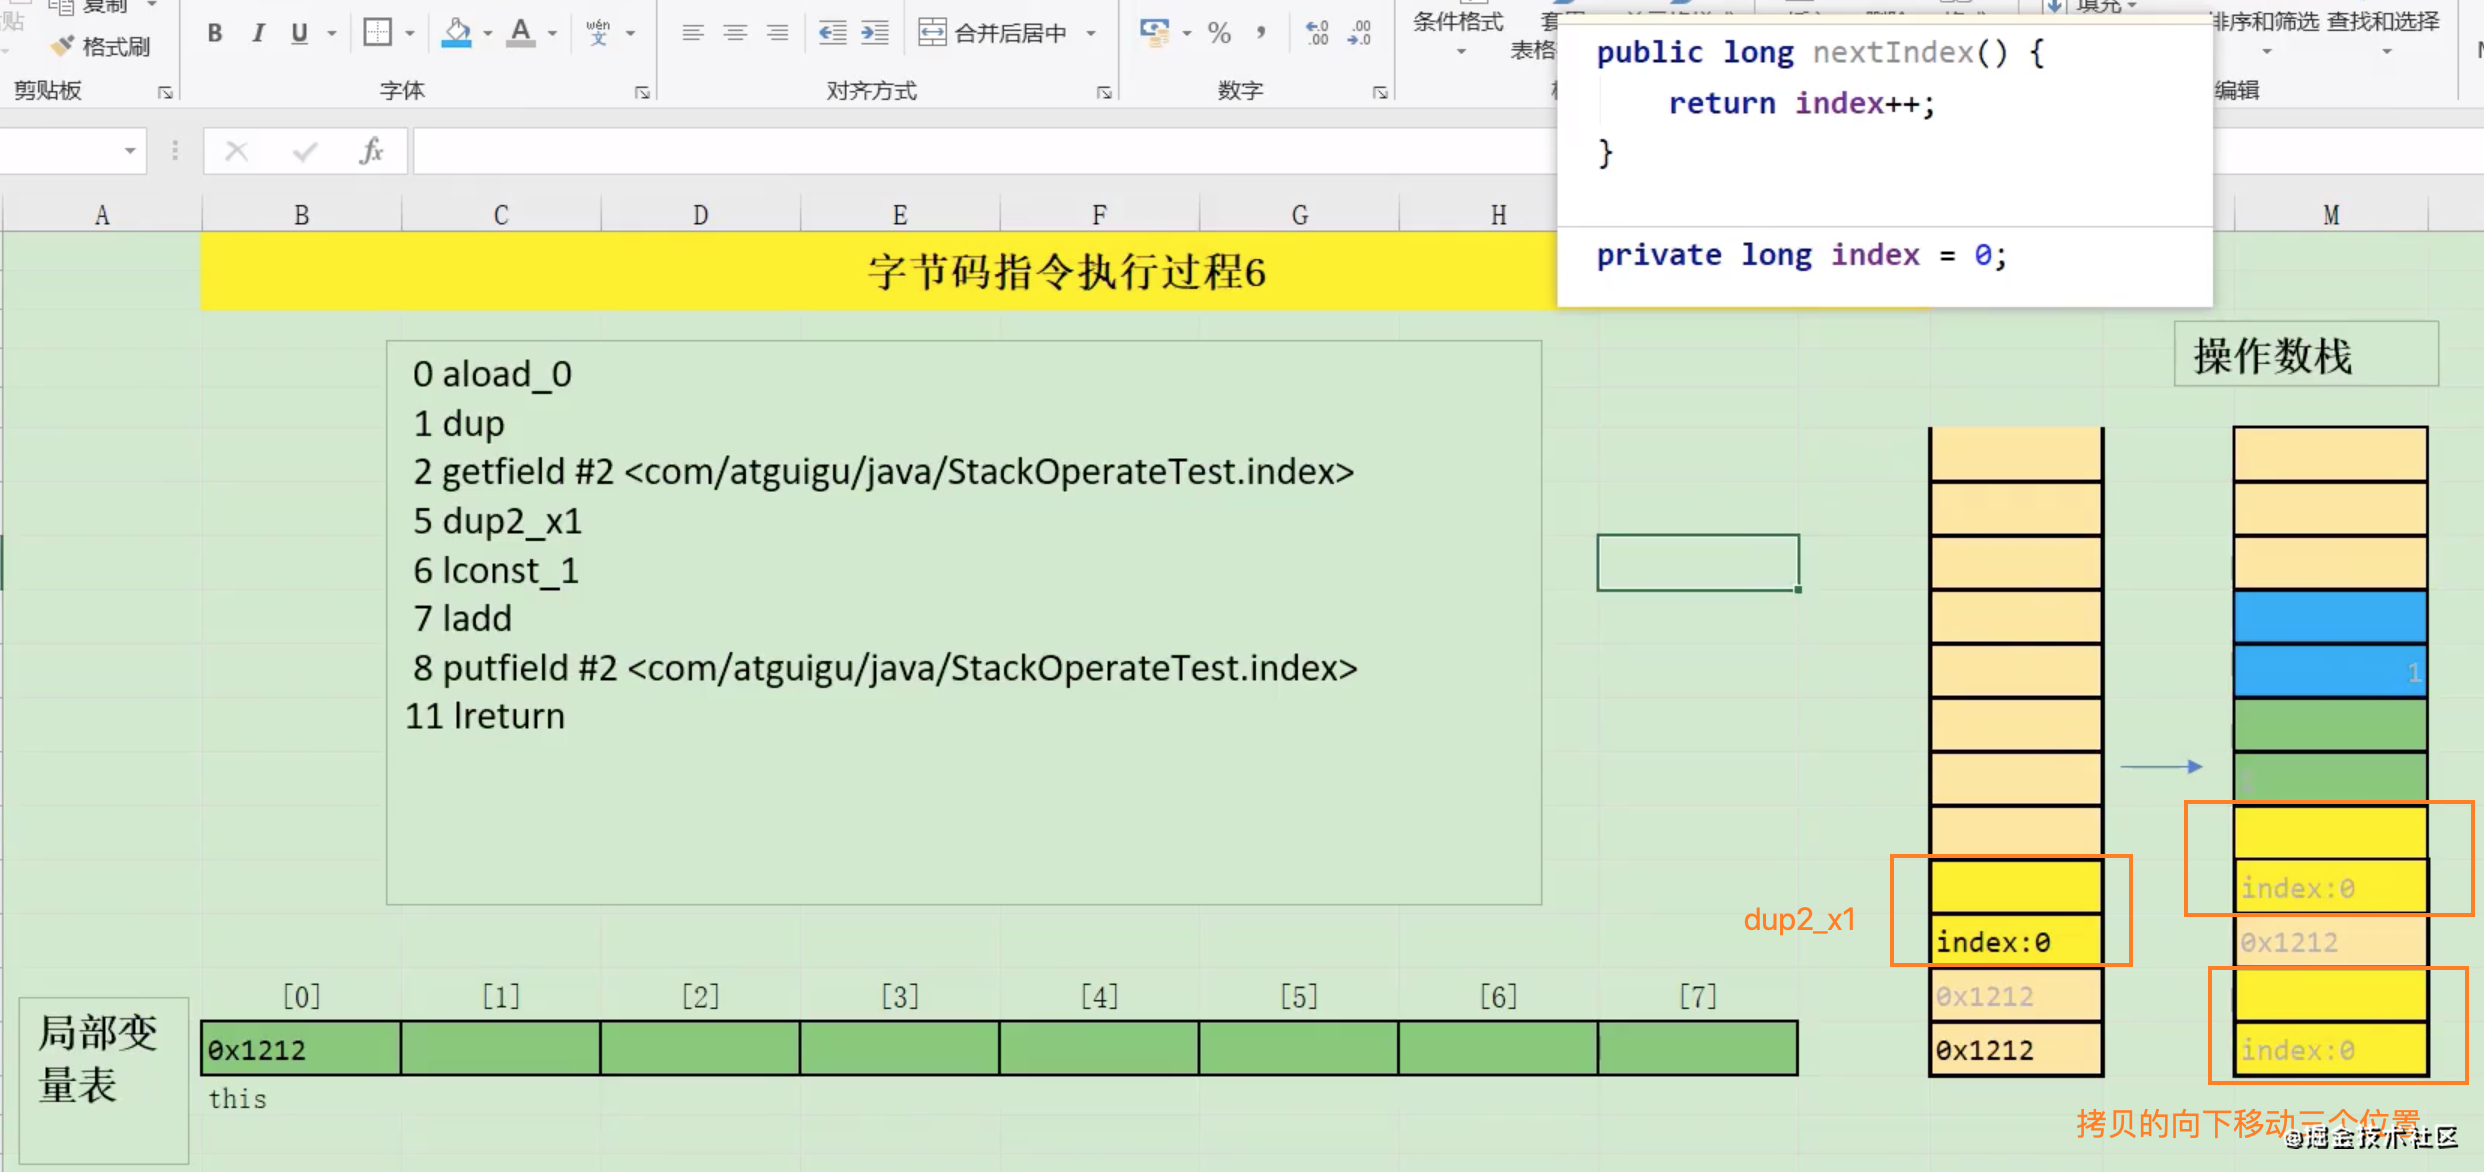 复制
格式刷
剪贴板
B I U
A
wén
文
字体
合并后居中
对齐方式
% ,
数字
条件格式
表格
填充
排序和筛选 查找和选择
编辑
public long nextIndex() {
return index++;
}
private long index = 0;
fx
A B C D E F G H M
字节码指令执行过程6
操作数栈
0 aload_0
1 dup
2 getfield #2 <com/atguigu/java/StackOperateTest.index>
5 dup2_x1
6 lconst_1
7 ladd
8 putfield #2 <com/atguigu/java/StackOperateTest.index>
11 lreturn
1
index:0
dup2_x1
index:0
0x1212
0x1212
0x1212
index:0
[0] [1] [2] [3] [4] [5] [6] [7]
局部变量表
0x1212
this
拷贝的向下移动三个位置
@掘金技术社区